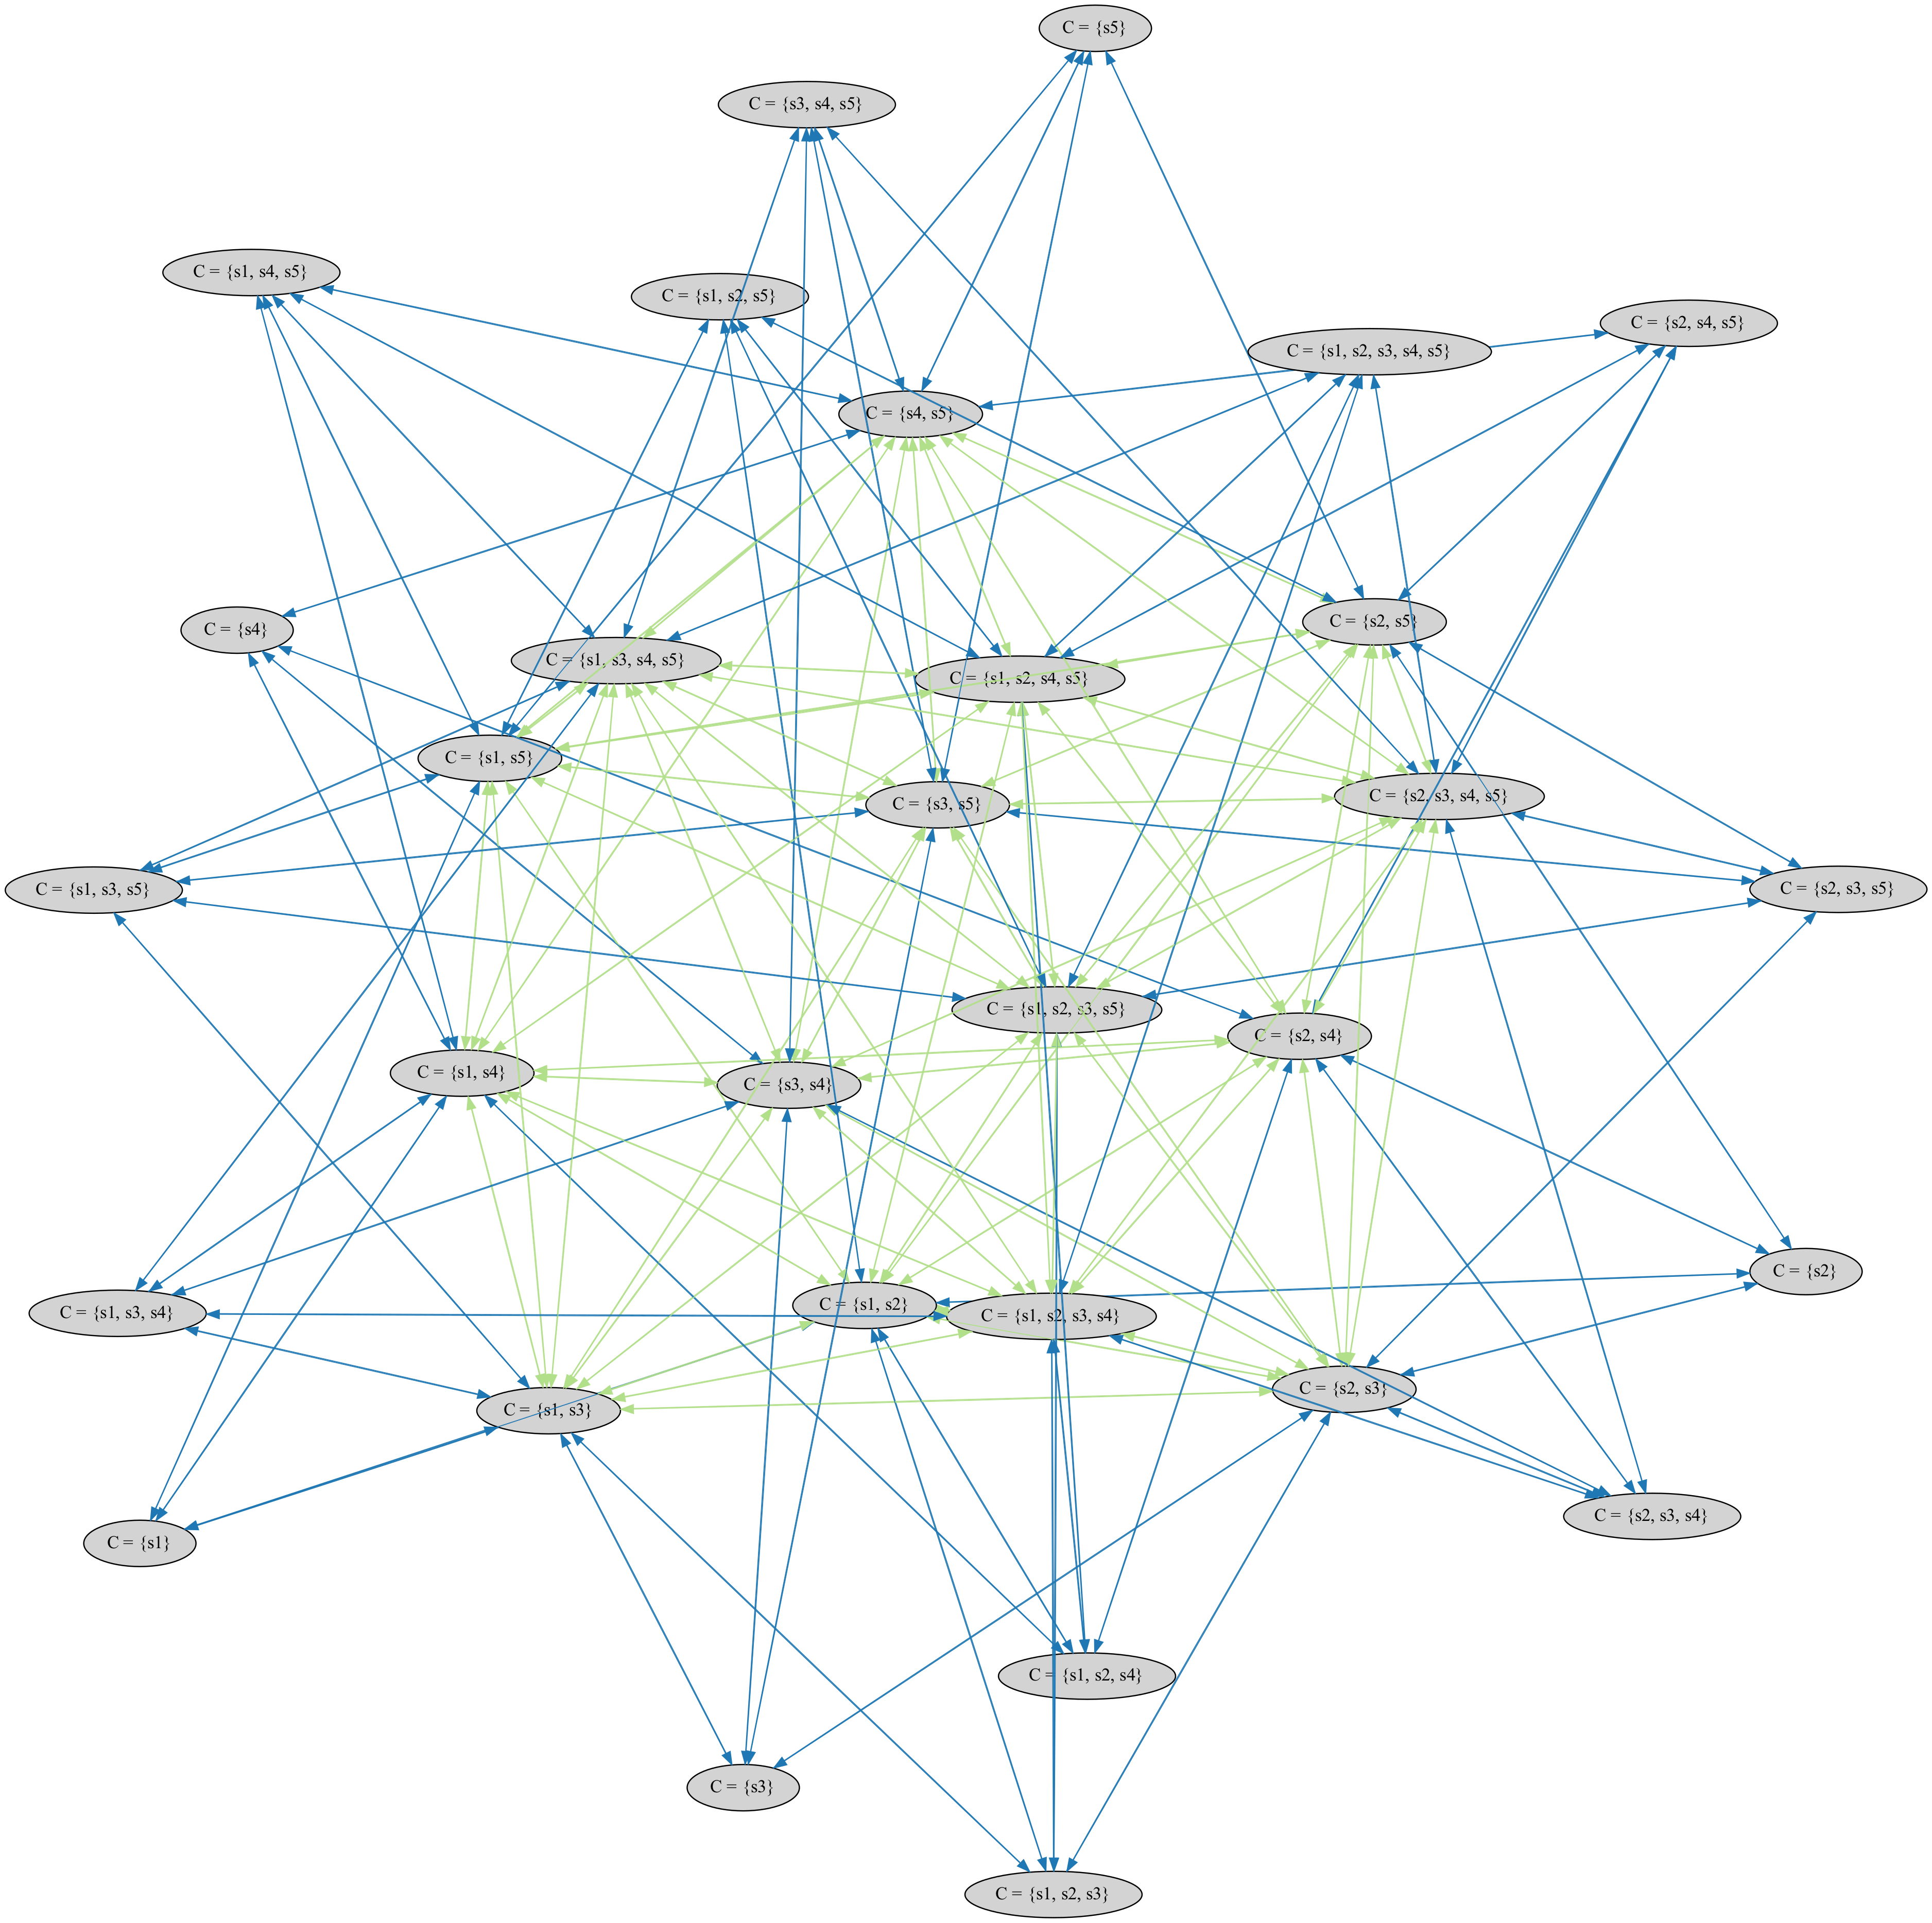 C = {s5}
C = {s3, s4, s5}
C = {s1, s4, s5}
C = {s1, s2, s5}
C = {s2, s4, s5}
C = {s1, s2, s3, s4, s5}
C = {s4, s5}
C = {s2, s5}
C = {s4}
C = {s1, s3, s4, s5}
C = {s1, s2, s4, s5}
C = {s1, s5}
C = {s2, s3, s4, s5}
C = {s3, s5}
C = {s1, s3, s5}
C = {s2, s3, s5}
C = {s1, s2, s3, s5}
C = {s2, s4}
C = {s1, s4}
C = {s3, s4}
C = {s2}
C = {s1, s2}
C = {s1, s3, s4}
C = {s1, s2, s3, s4}
C = {s2, s3}
C = {s1, s3}
C = {s2, s3, s4}
C = {s1}
C = {s1, s2, s4}
C = {s3}
C = {s1, s2, s3}